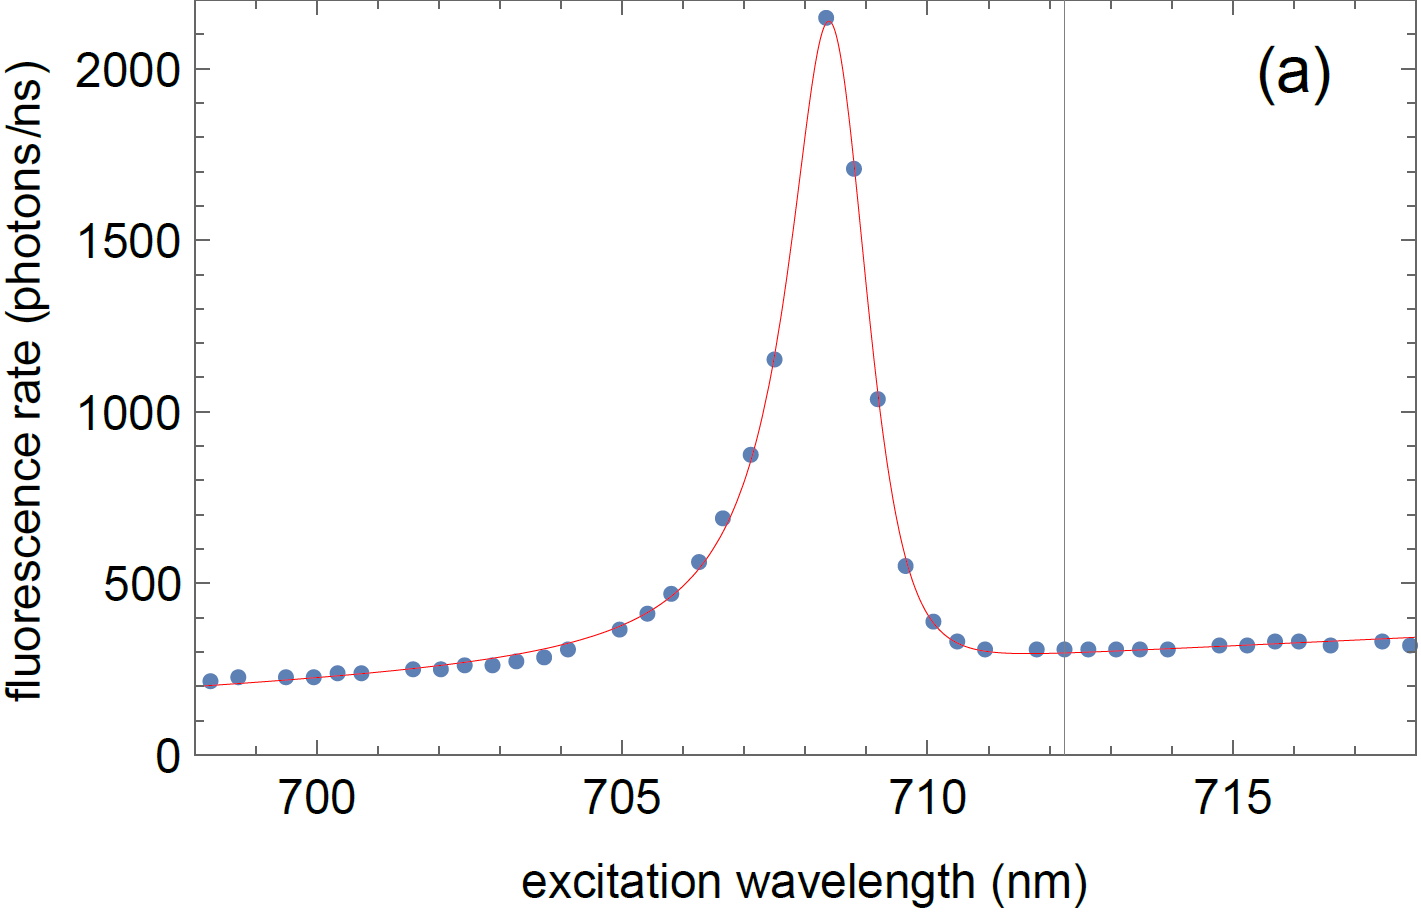 (a)
fluorescence rate (photons/ns)
2000
1500
1000
500
0
700 705 710 715
excitation wavelength (nm)